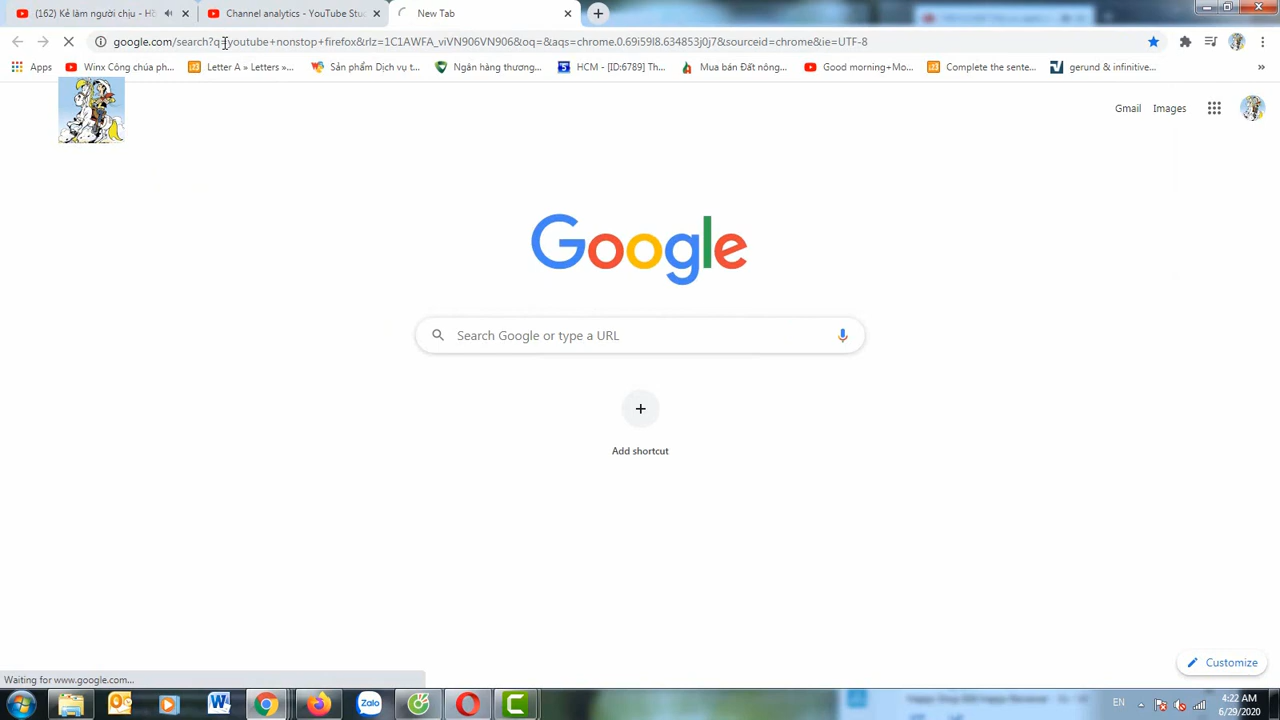 (162) Kẻ làm người chịu - Hồ
Channel analytics - YouTube Stu
New Tab
google.com/search?q=youtube+nonstop+firefox&rlz=1C1AWFA_viVN906VN906&oq=&aqs=chrome.0.69i59l8.634853j0j7&sourceid=chrome&ie=UTF-8
Apps
Winx Công chúa ph...
Letter A » Letters »...
Sản phẩm Dịch vụ t...
Ngân hàng thương...
HCM - [ID:6789] Th...
Mua bán Đất nông...
Good morning+Mo...
Complete the sente...
gerund & infinitive...
»
Gmail
Images
Google
Search Google or type a URL
Add shortcut
Customize
Waiting for www.google.com...
Zalo
EN
4:22 AM
6/29/2020